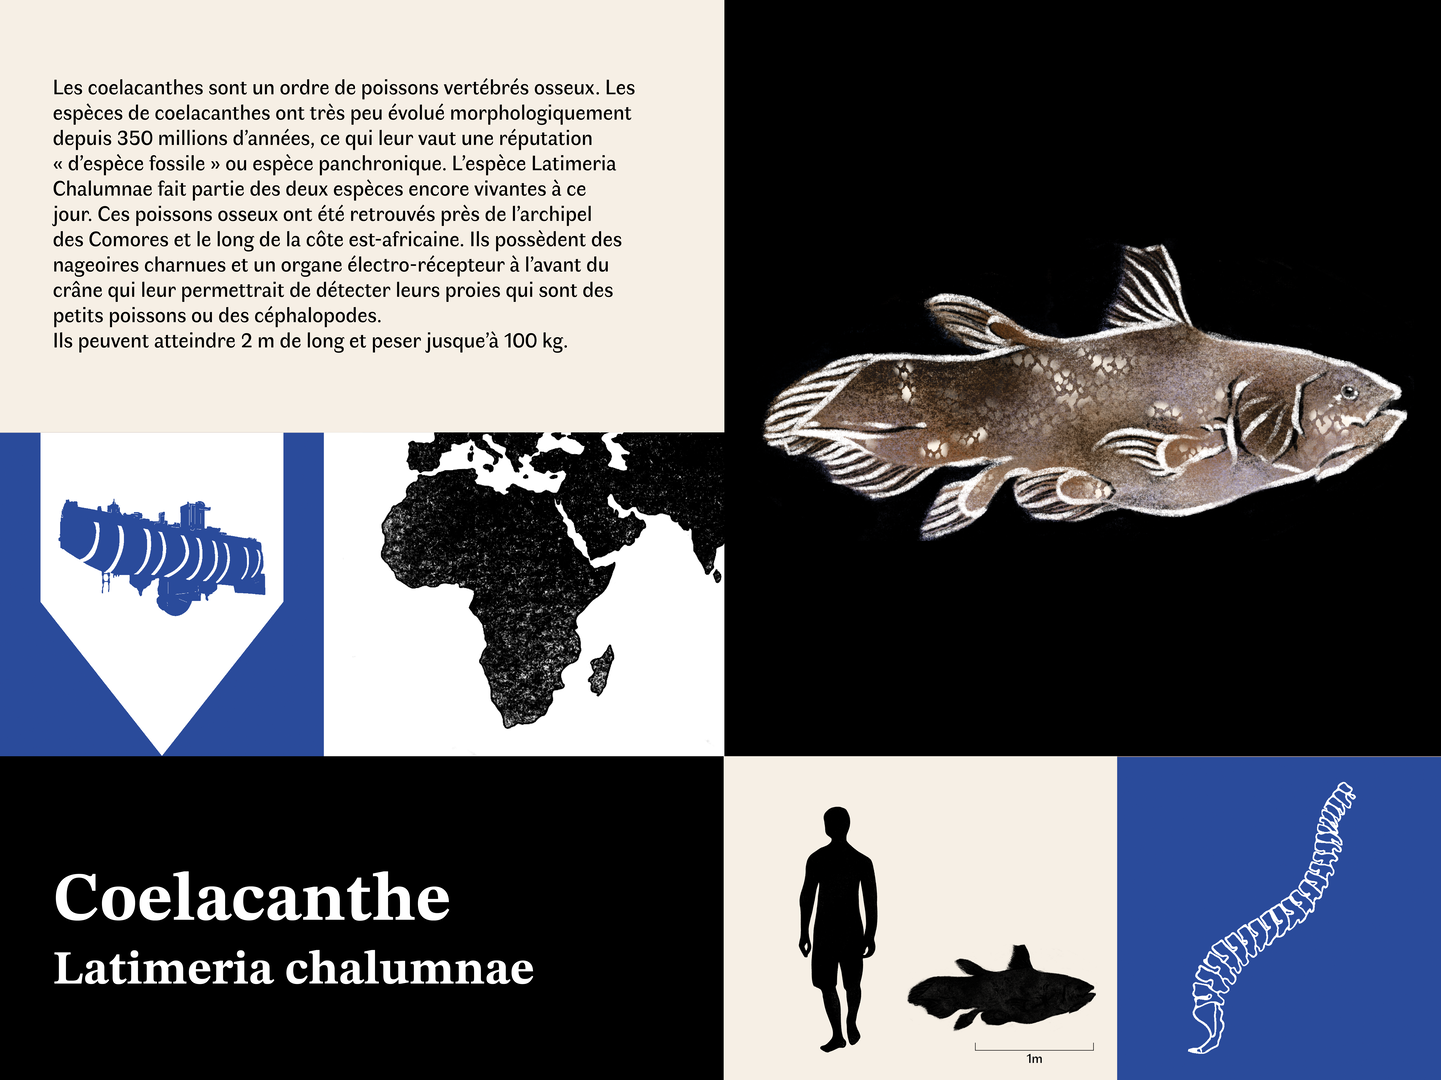 Les coelacanthes sont un ordre de poissons vertébrés osseux. Les
espèces de coelacanthes ont très peu évolué morphologiquement
depuis 350 millions d’années, ce qui leur vaut une réputation
« d’espèce fossile » ou espèce panchronique. L’espèce Latimeria
Chalumnae fait partie des deux espèces encore vivantes à ce
jour. Ces poissons osseux ont été retrouvés près de l’archipel
des Comores et le long de la côte est-africaine. Ils possèdent des
nageoires charnues et un organe électro-récepteur à l’avant du
crâne qui leur permettrait de détecter leurs proies qui sont des
petits poissons ou des céphalopodes.
Ils peuvent atteindre 2 m de long et peser jusque’à 100 kg.
Coelacanthe
Latimeria chalumnae
1m